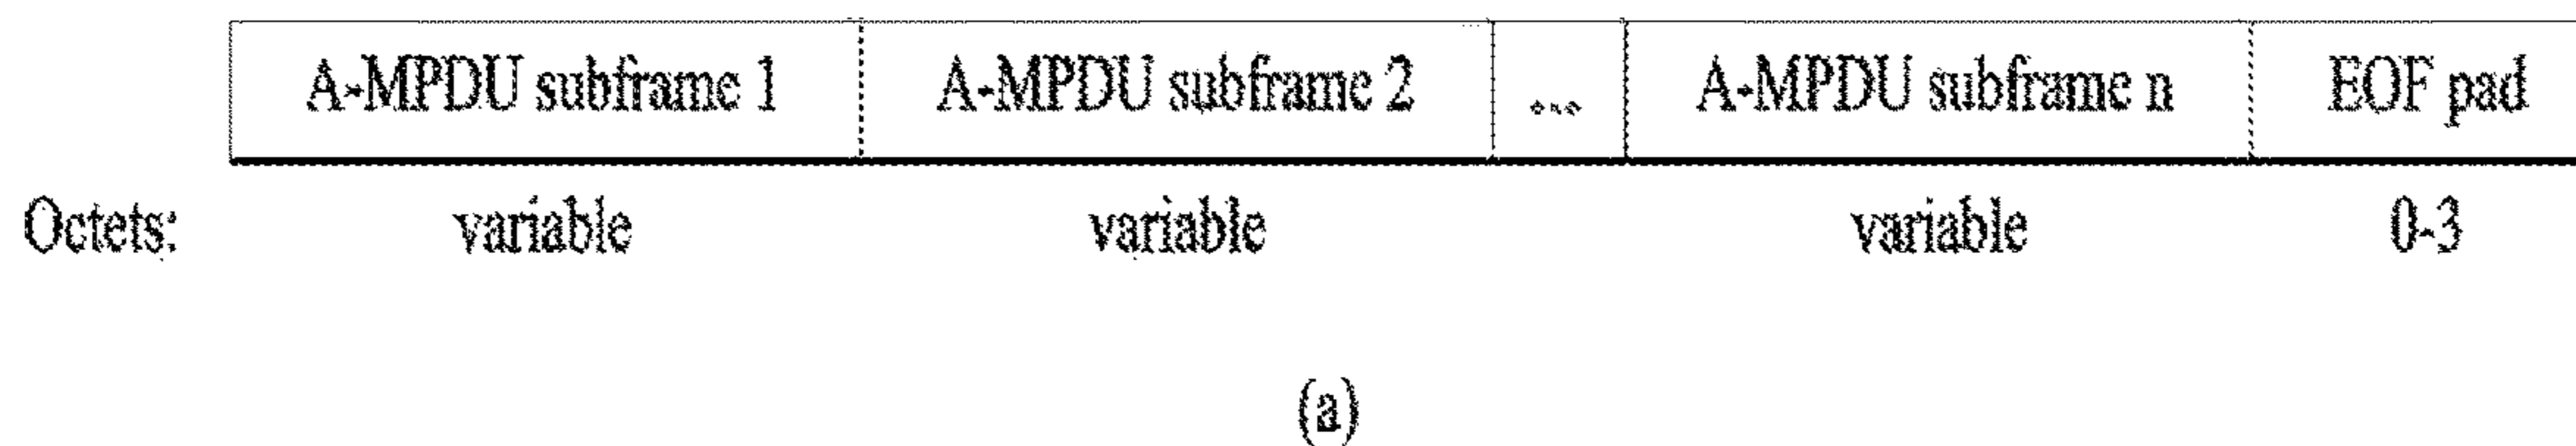 A-MPDU subframe 1 A-MPDU subframe 2 ... A-MPDU subframe n EOF pad
Octets: variable variable variable 0-3
(a)